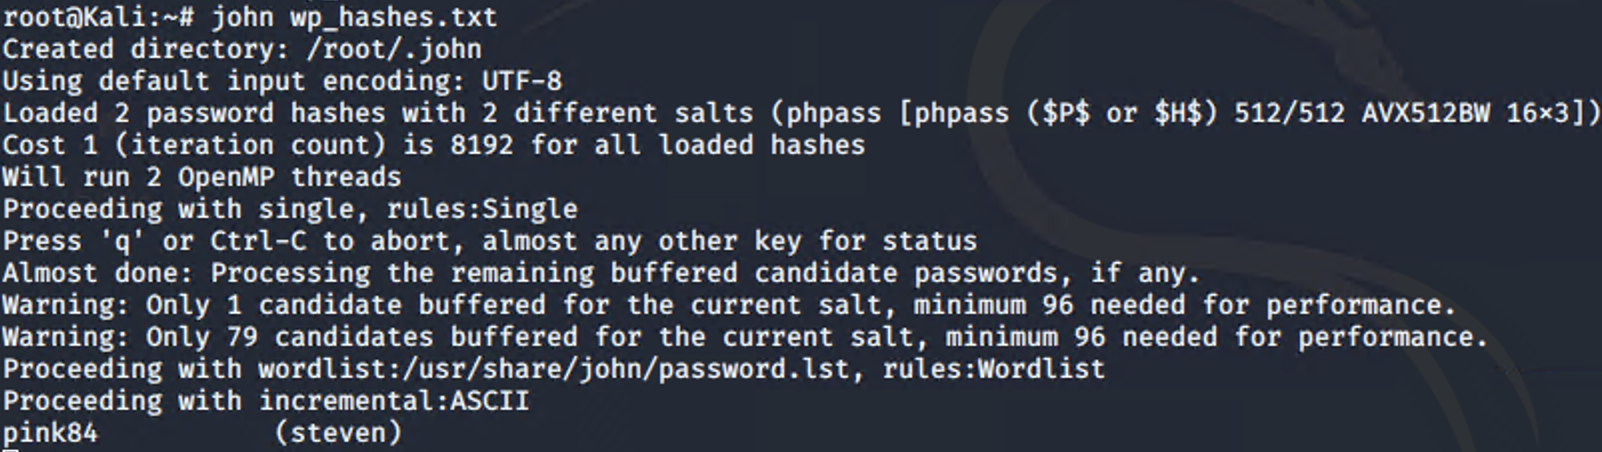 root@Kali:~# john wp_hashes.txt
Created directory: /root/.john
Using default input encoding: UTF-8
Loaded 2 password hashes with 2 different salts (phpass [phpass ($P$ or $H$) 512/512 AVX512BW 16×3])
Cost 1 (iteration count) is 8192 for all loaded hashes
Will run 2 OpenMP threads
Proceeding with single, rules:Single
Press 'q' or Ctrl-C to abort, almost any other key for status
Almost done: Processing the remaining buffered candidate passwords, if any.
Warning: Only 1 candidate buffered for the current salt, minimum 96 needed for performance.
Warning: Only 79 candidates buffered for the current salt, minimum 96 needed for performance.
Proceeding with wordlist:/usr/share/john/password.lst, rules:Wordlist
Proceeding with incremental:ASCII
pink84           (steven)